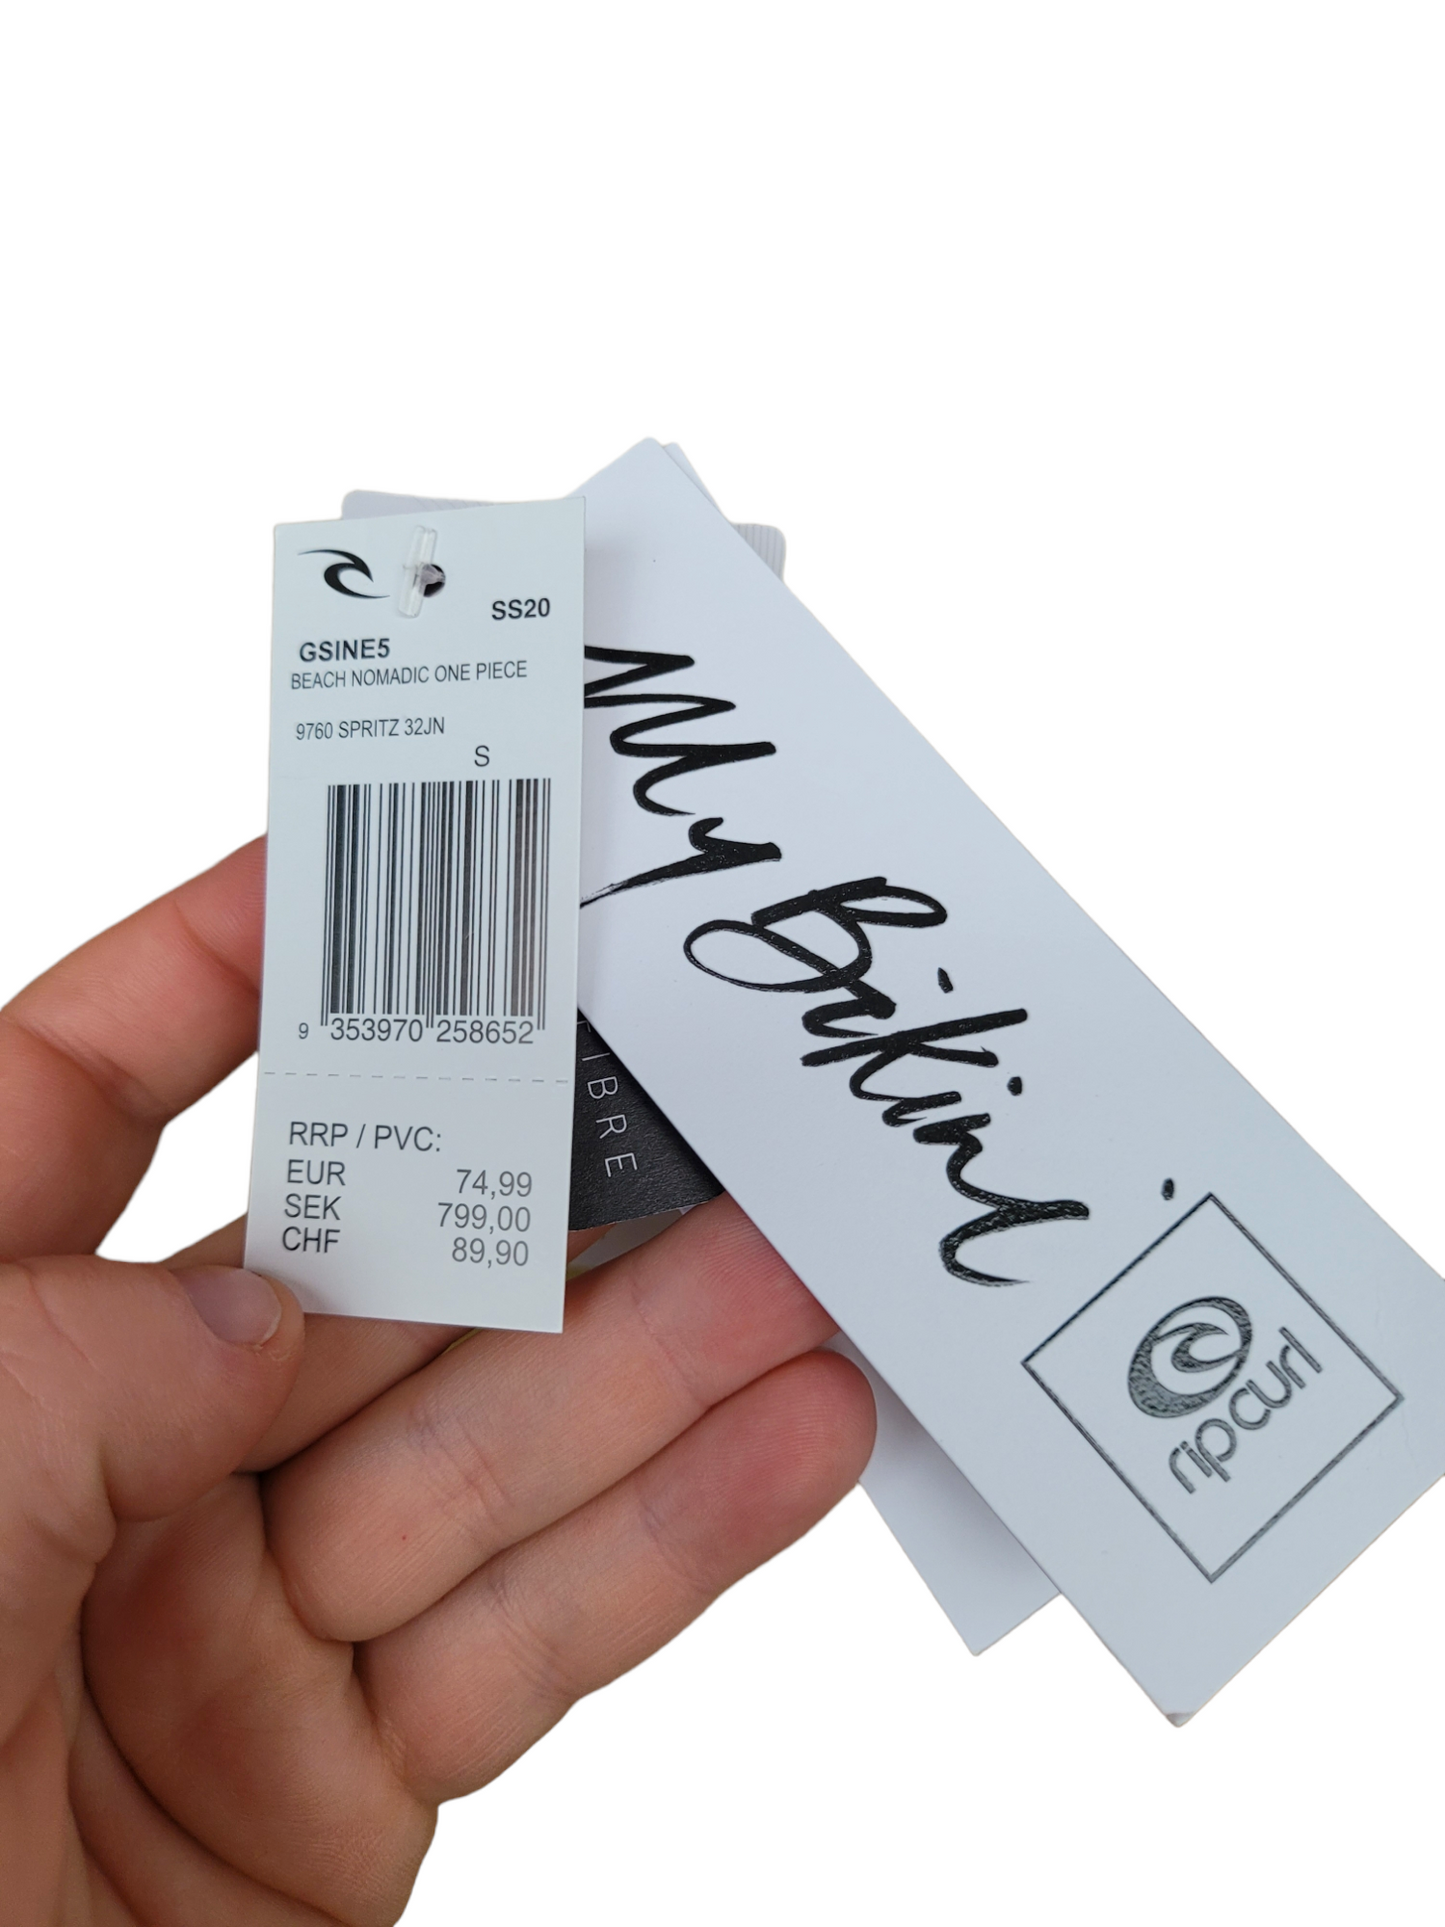 SS20
GSINE5
BEACH NOMADIC ONE PIECE
9760 SPRITZ 32JN
S
9 353970 258652
RRP / PVC:
EUR 74,99
SEK 799,00
CHF 89,90
My Bikini
ripcurl
FIBRE